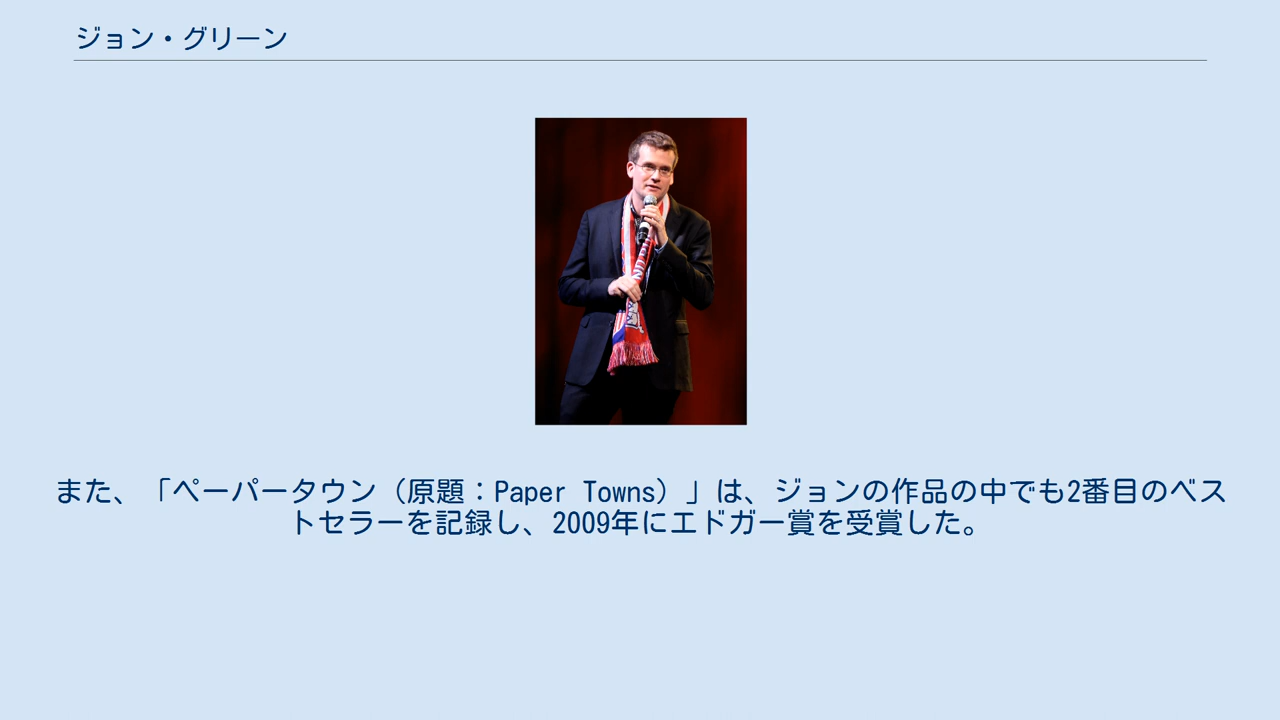 ジョン・グリーン
また、「ペーパータウン（原題：Paper Towns）」は、ジョンの作品の中でも2番目のベス
トセラーを記録し、2009年にエドガー賞を受賞した。